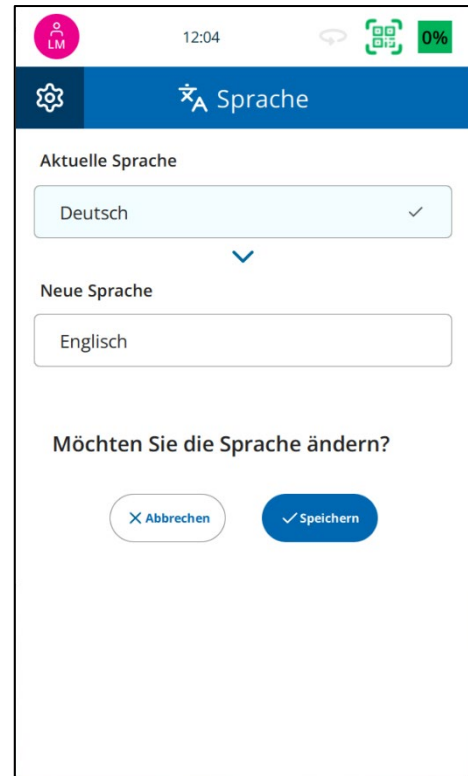 LM
12:04
0%
Sprache
Aktuelle Sprache
Deutsch
Neue Sprache
Englisch
Möchten Sie die Sprache ändern?
Abbrechen
Speichern